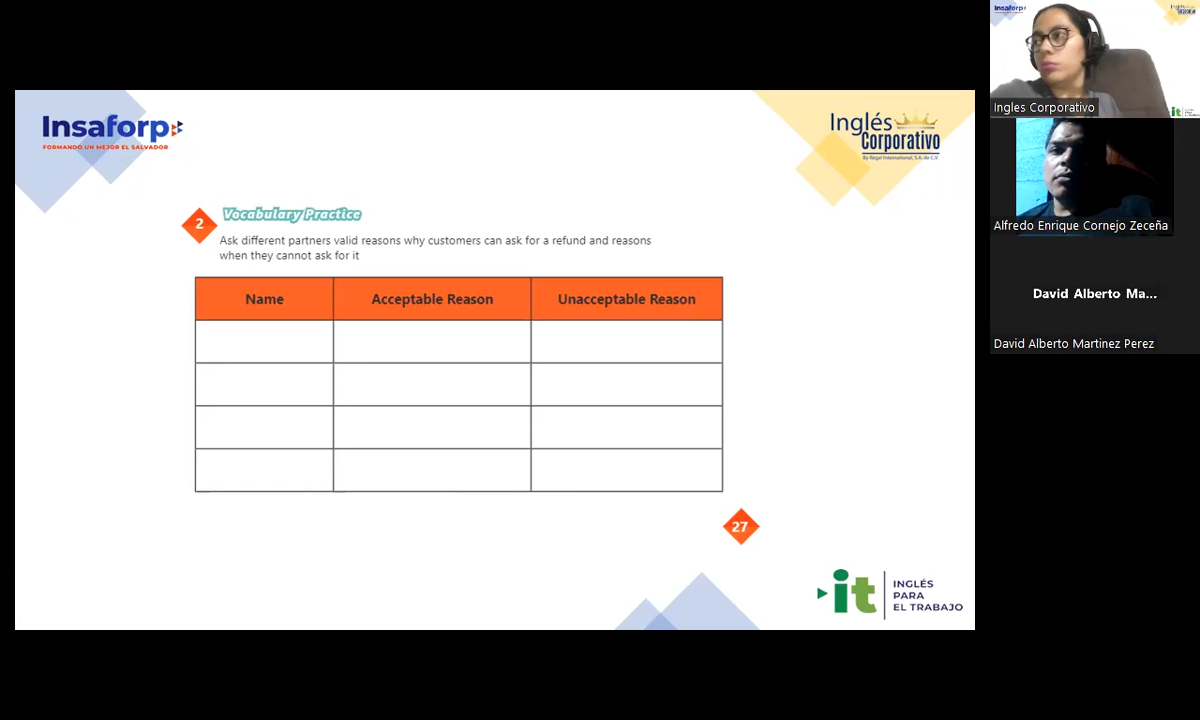 Insaforp
FORMANDO UN MEJOR EL SALVADOR
Inglés
Corporativo
By Regal International, S.A. de C.V.
2
Vocabulary Practice
Ask different partners valid reasons why customers can ask for a refund and reasons
when they cannot ask for it
Name
Acceptable Reason
Unacceptable Reason
27
it
INGLÉS
PARA
EL TRABAJO
Insaforp
Ingles Corporativo
it
Alfredo Enrique Cornejo Zeceña
David Alberto Ma...
David Alberto Martinez Perez